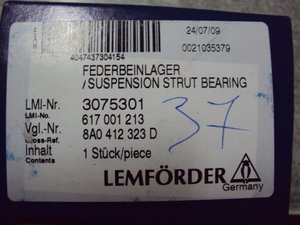 24/07/09
4047437304154
0021035379
FEDERBEINLAGER
/SUSPENSION STRUT BEARING
LMI-Nr. 3075301
LMI-No. 617 001 213
Vgl.-Nr. 8A0 412 323 D
Cross-Ref.
Inhalt 1 Stück/piece
Contents
37
LEMFÖRDER
Germany